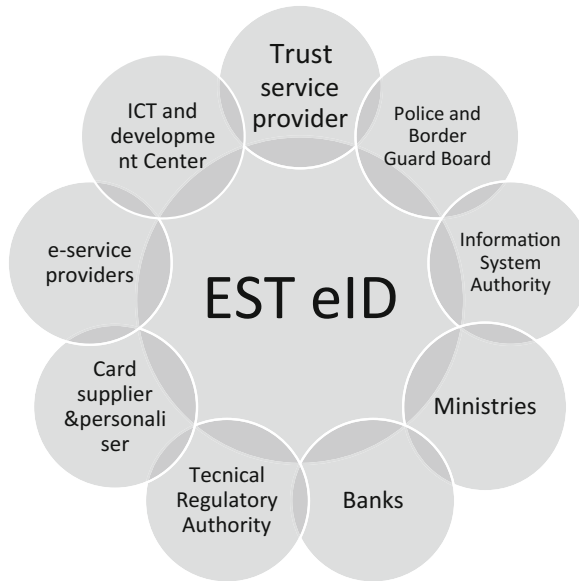 Trust
service
provider
Police and
Border
Guard Board
Information
System
Authority
Ministries
Banks
Tecnical
Regulatory
Authority
Card
supplier
&personali
ser
e-service
providers
ICT and
developme
nt Center
EST eID